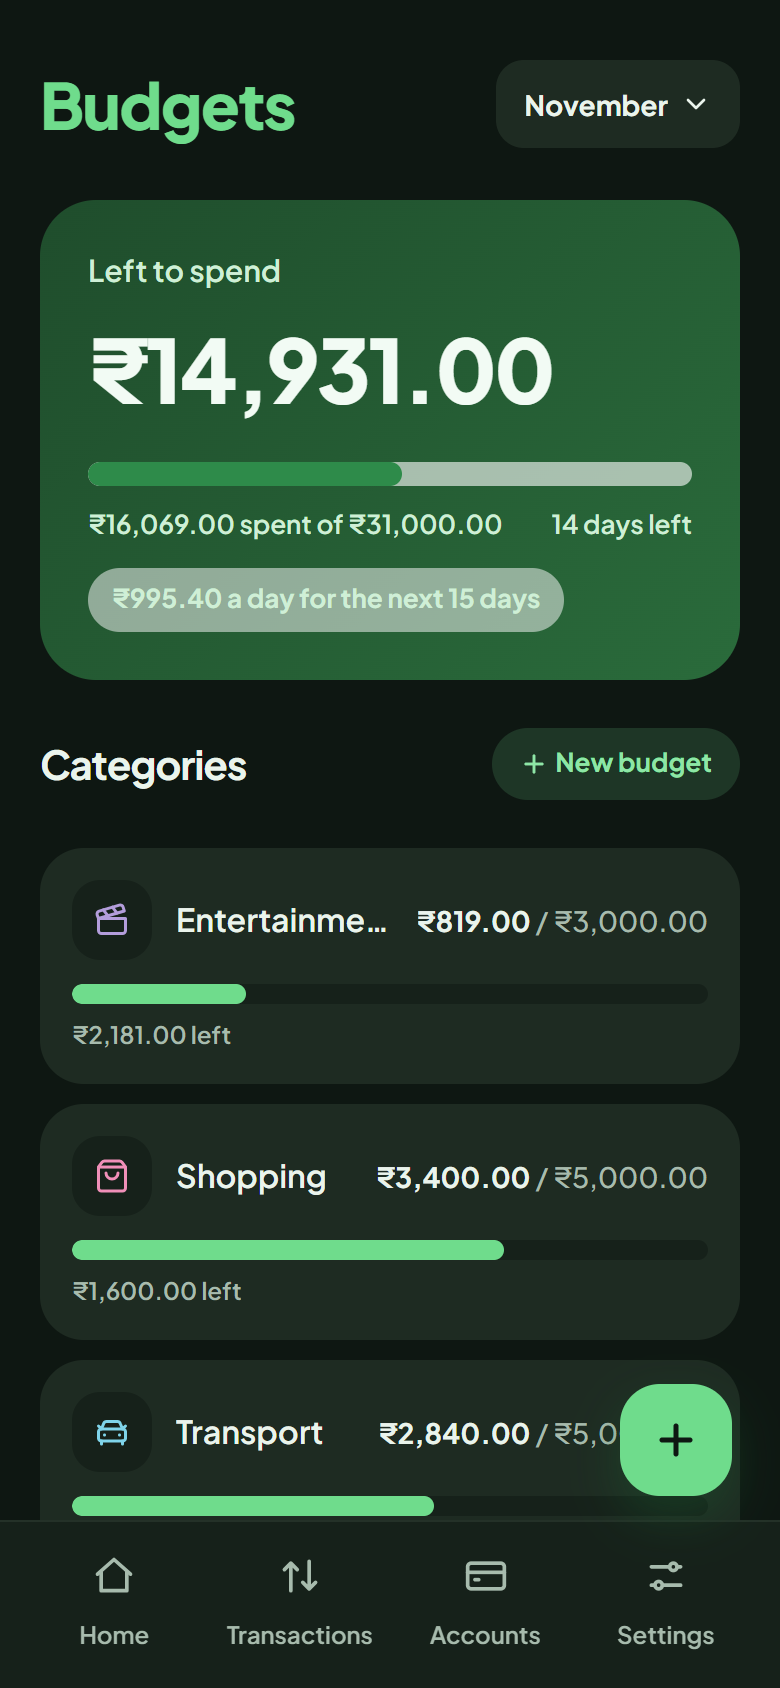 Budgets
November
Left to spend
₹14,931.00
₹16,069.00 spent of ₹31,000.00 14 days left
₹995.40 a day for the next 15 days
Categories
+ New budget
Entertainme... ₹819.00 / ₹3,000.00
₹2,181.00 left
Shopping ₹3,400.00 / ₹5,000.00
₹1,600.00 left
Transport ₹2,840.00 / ₹5,0
Home Transactions Accounts Settings